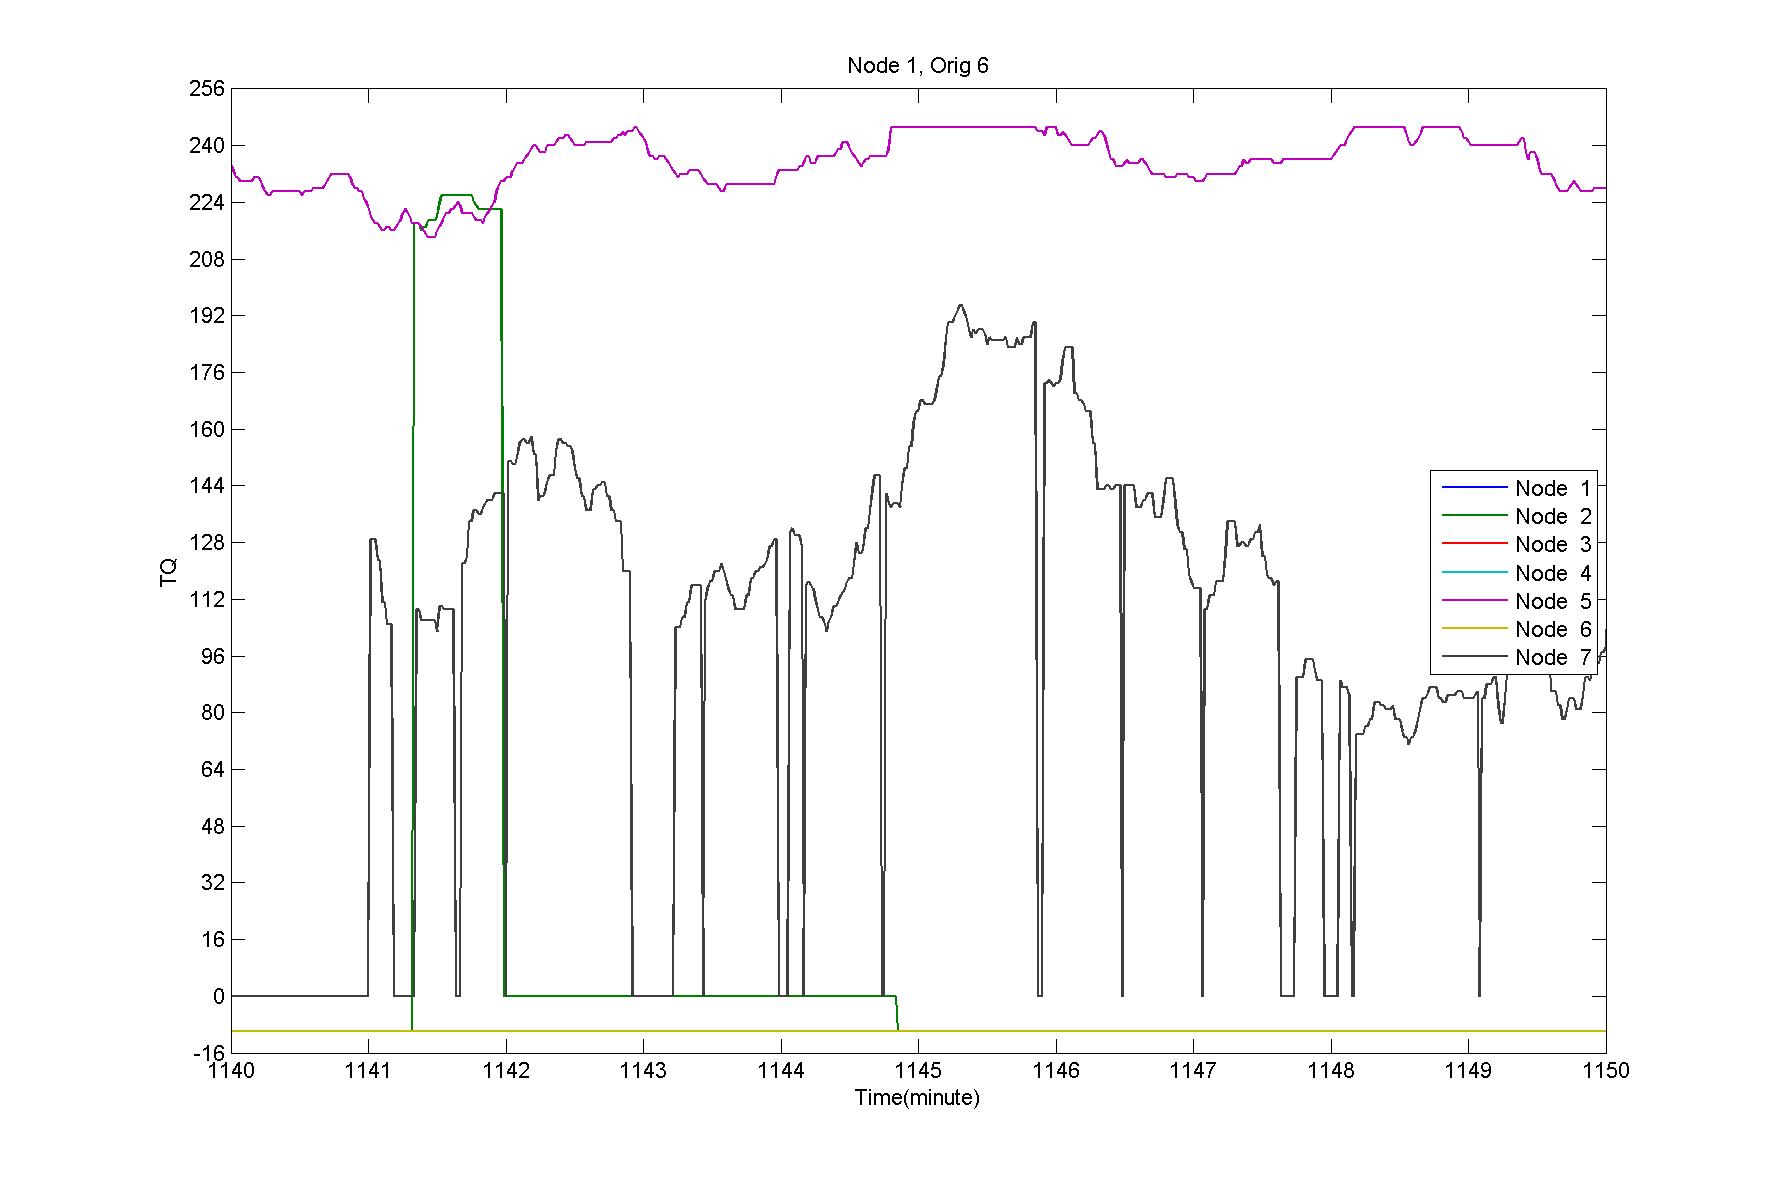 Node 1, Orig 6
256
240
224
208
192
176
160
144
128
112
96
80
64
48
32
16
0
-16
TQ
Node 1
Node 2
Node 3
Node 4
Node 5
Node 6
Node 7
1140 1141 1142 1143 1144 1145 1146 1147 1148 1149 1150
Time(minute)